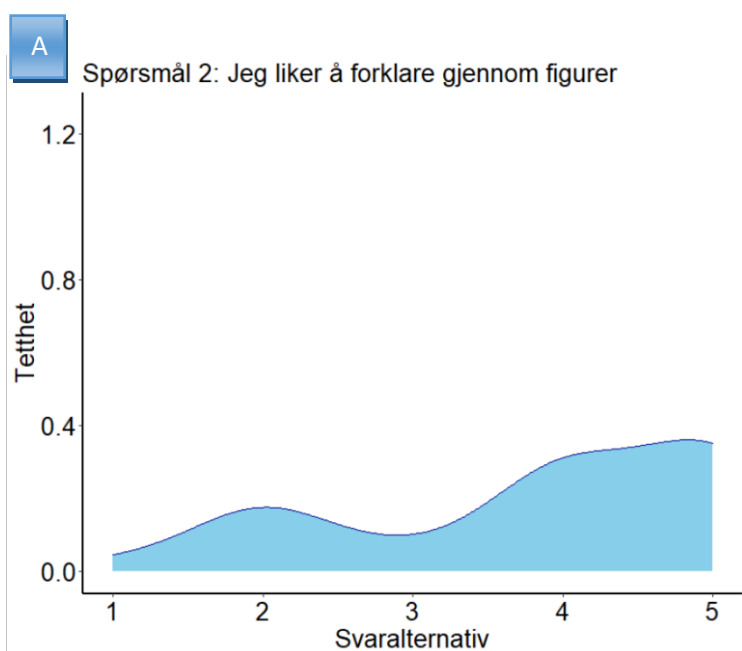 A
Spørsmål 2: Jeg liker å forklare gjennom figurer
1.2
0.8
0.4
0.0
Tetthet
1 2 3 4 5
Svaralternativ